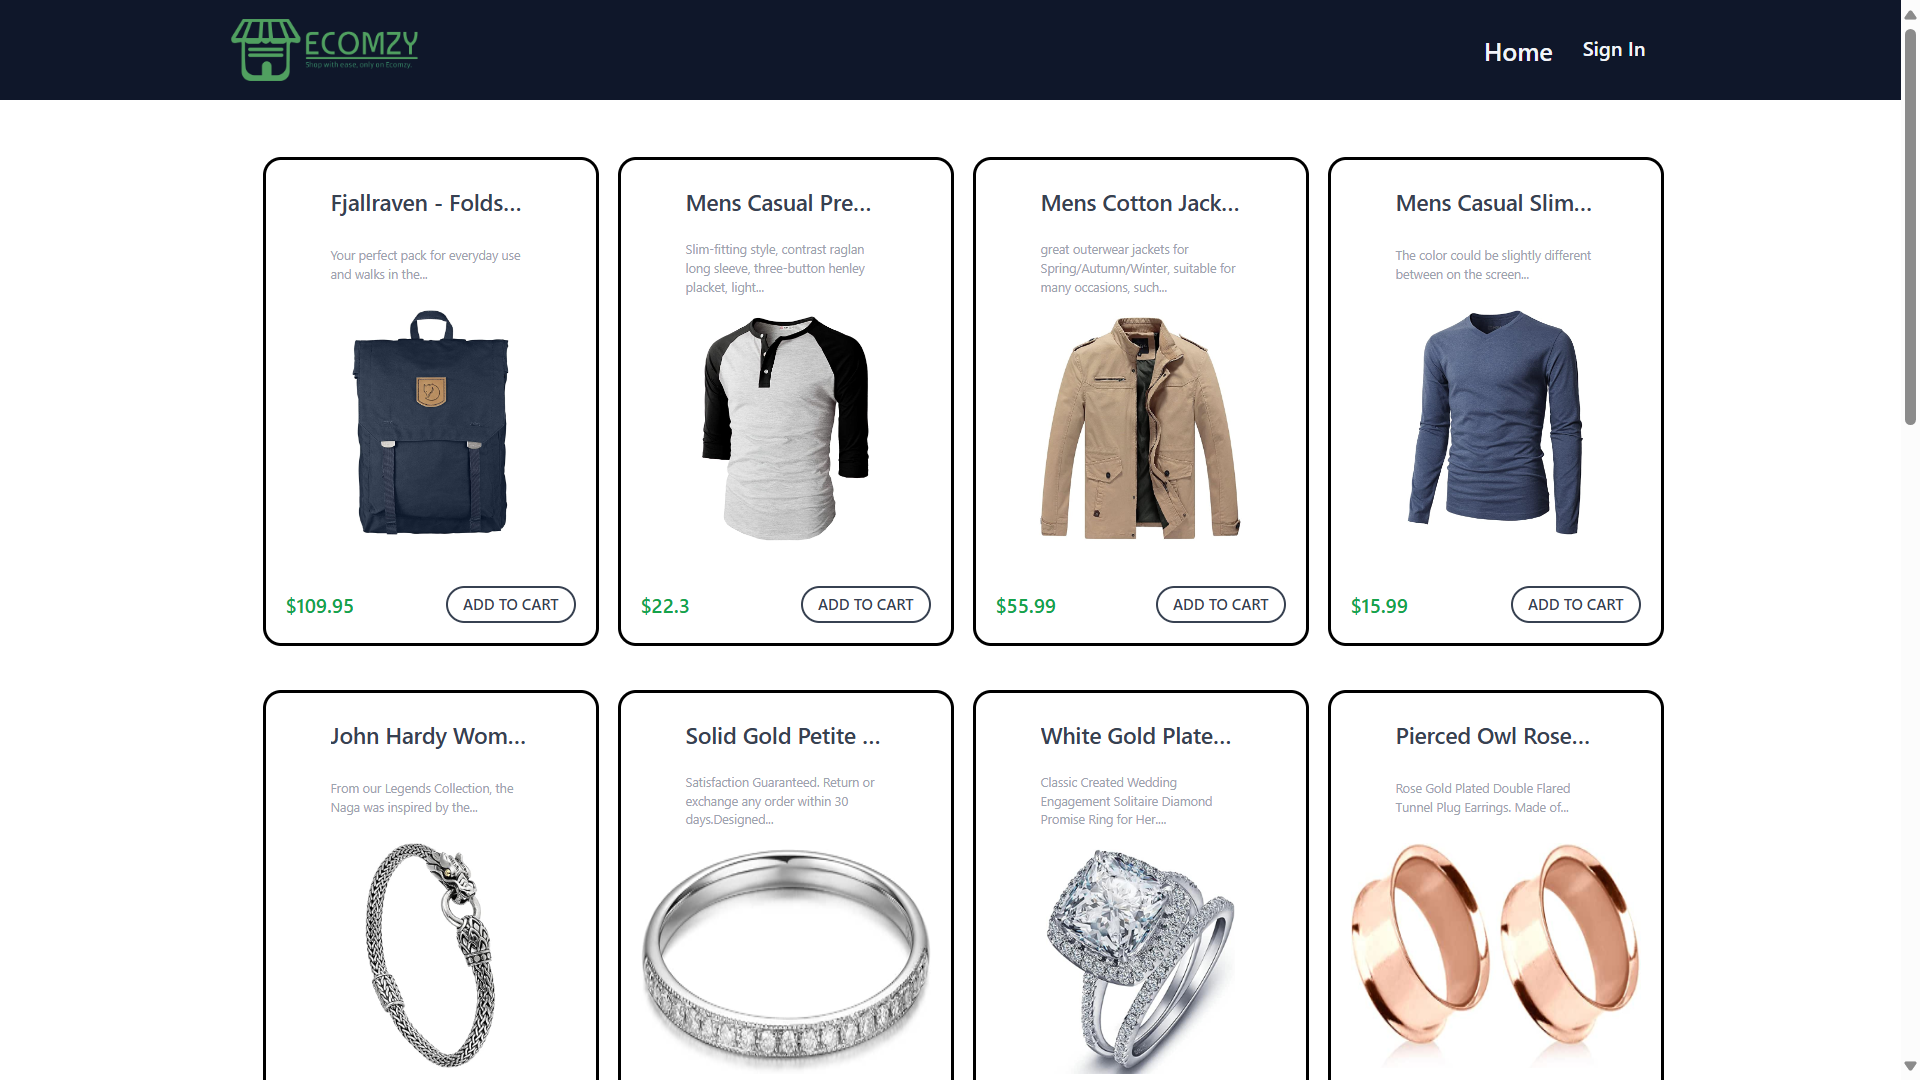 ECOMZY
Shop with ease, only on Ecomzy.
Home
Sign In
Fjallraven - Folds...
Your perfect pack for everyday use
and walks in the...
$109.95
ADD TO CART
Mens Casual Pre...
Slim-fitting style, contrast raglan
long sleeve, three-button henley
placket, light...
$22.3
ADD TO CART
Mens Cotton Jack...
great outerwear jackets for
Spring/Autumn/Winter, suitable for
many occasions, such...
$55.99
ADD TO CART
Mens Casual Slim...
The color could be slightly different
between on the screen...
$15.99
ADD TO CART
John Hardy Wom...
From our Legends Collection, the
Naga was inspired by the...
Solid Gold Petite ...
Satisfaction Guaranteed. Return or
exchange any order within 30
days.Designed...
White Gold Plate...
Classic Created Wedding
Engagement Solitaire Diamond
Promise Ring for Her....
Pierced Owl Rose...
Rose Gold Plated Double Flared
Tunnel Plug Earrings. Made of...